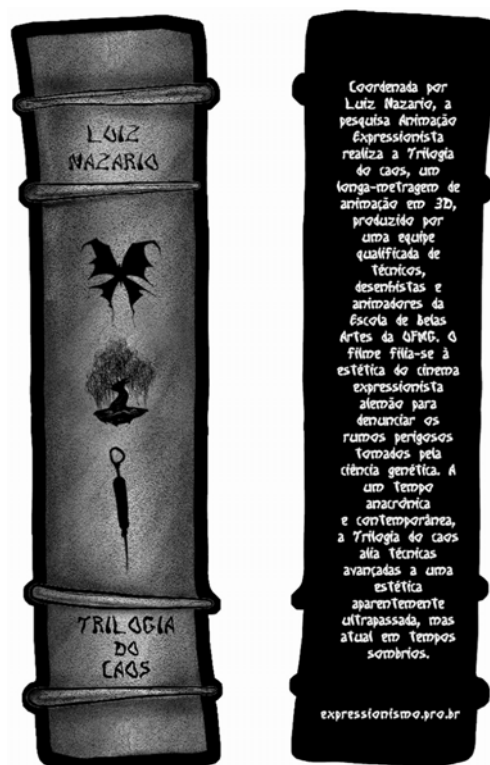 LUIZ
NAZARIO
TRILOGIA
DO
CAOS
Coordenada por
Luiz Nazario, a
pesquisa Animação
Expressionista
realiza a Trilogia
do caos, um
longa-metragem de
animação em 3D,
produzido por
uma equipe
qualificada de
técnicos,
desenhistas e
animadores da
Escola de Belas
Artes da UFMG. O
filme filia-se à
estética do cinema
expressionista
alemão para
denunciar os
rumos perigosos
tomados pela
ciência genética. A
um tempo
anacrônica
e contemporânea,
a Trilogia do caos
alia técnicas
avançadas a uma
estética
aparentemente
ultrapassada, mas
atual em tempos
sombrios.
expressionismo.pro.br